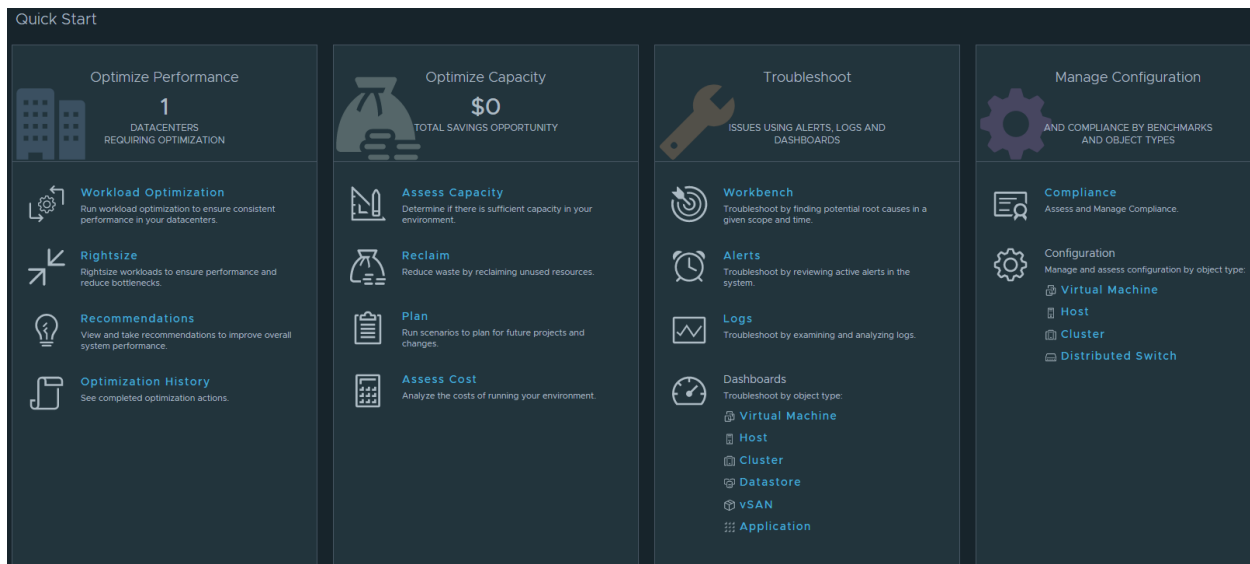 Quick Start
Optimize Performance
1
DATACENTERS
REQUIRING OPTIMIZATION
Workload Optimization
Run workload optimization to ensure consistent
performance in your datacenters.
Rightsize
Rightsize workloads to ensure performance and
reduce bottlenecks.
Recommendations
View and take recommendations to improve overall
system performance.
Optimization History
See completed optimization actions.
Optimize Capacity
$0
TOTAL SAVINGS OPPORTUNITY
Assess Capacity
Determine if there is sufficient capacity in your
environment.
Reclaim
Reduce waste by reclaiming unused resources.
Plan
Run scenarios to plan for future projects and
changes.
Assess Cost
Analyze the costs of running your environment.
Troubleshoot
ISSUES USING ALERTS, LOGS AND
DASHBOARDS
Workbench
Troubleshoot by finding potential root causes in a
given scope and time.
Alerts
Troubleshoot by reviewing active alerts in the
system.
Logs
Troubleshoot by examining and analyzing logs.
Dashboards
Troubleshoot by object type:
Virtual Machine
Host
Cluster
Datastore
vSAN
Application
Manage Configuration
AND COMPLIANCE BY BENCHMARKS
AND OBJECT TYPES
Compliance
Assess and Manage Compliance.
Configuration
Manage and assess configuration by object type:
Virtual Machine
Host
Cluster
Distributed Switch